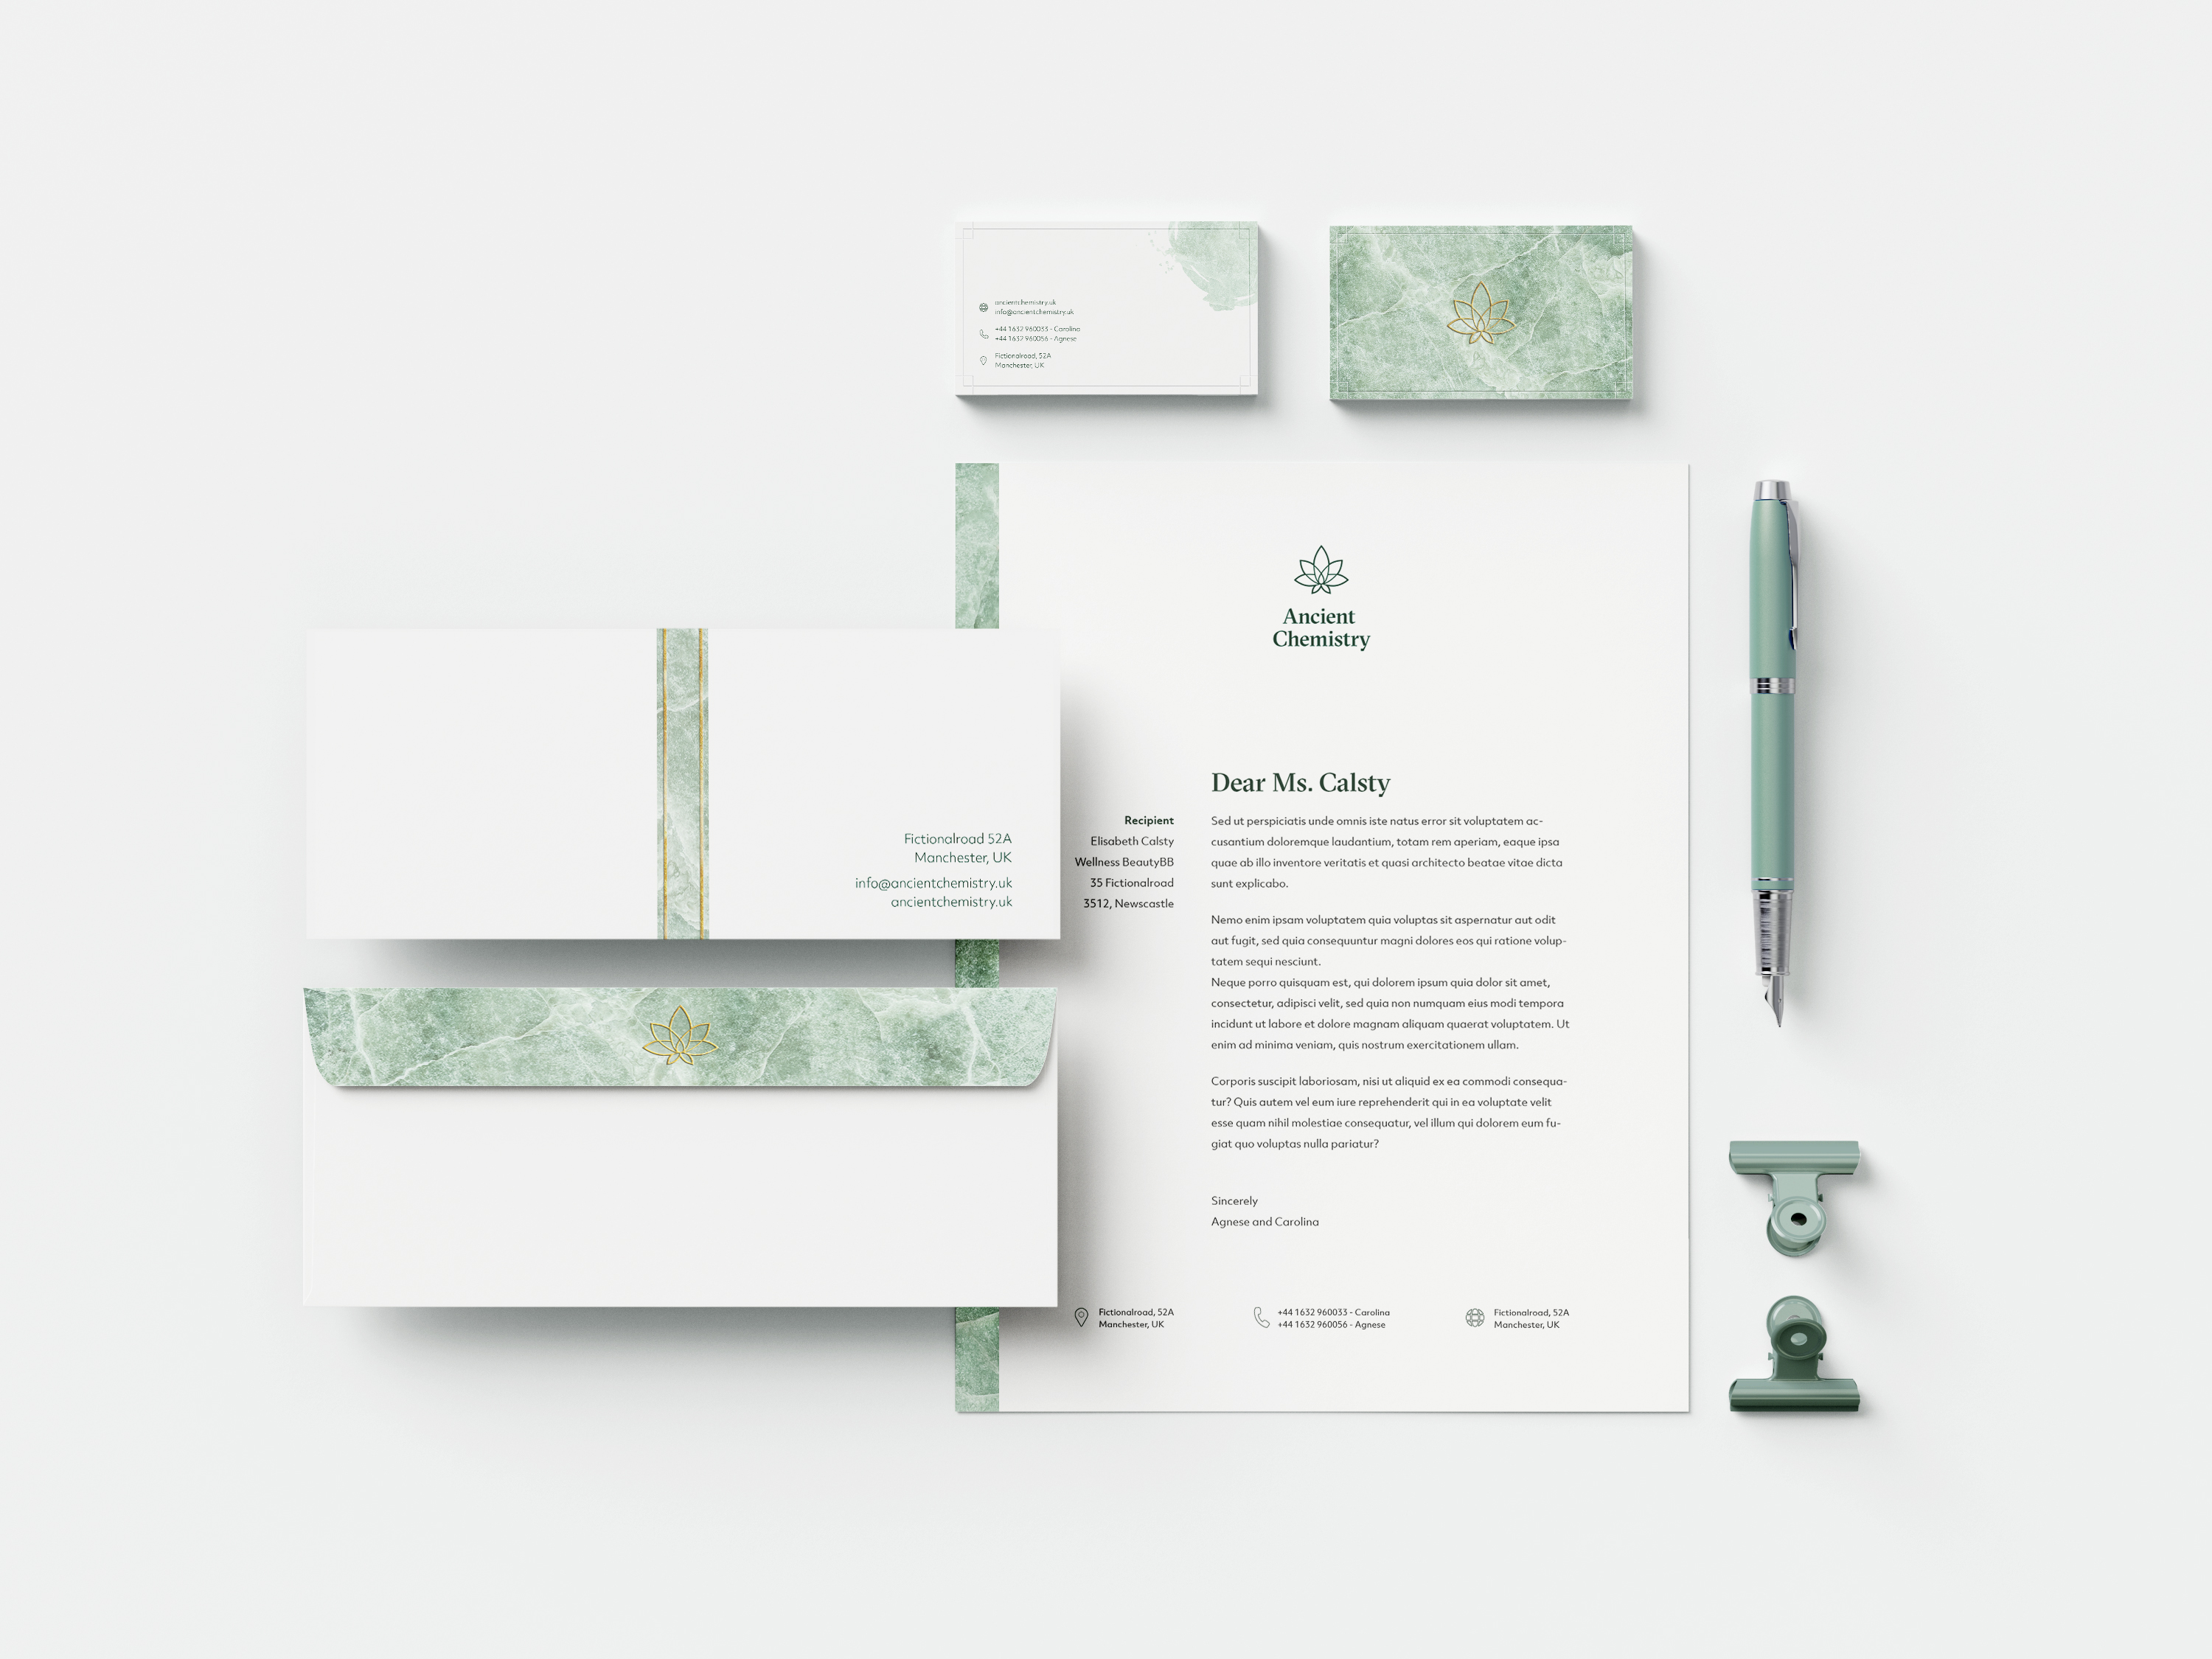 ancientchemistry.uk
info@ancientchemistry.uk
+44 1632 960033 - Carolina
+44 1632 960056 - Agnese
Fictionalroad, 52A
Manchester, UK
Ancient
Chemistry
Fictionalroad 52A
Manchester, UK
info@ancientchemistry.uk
ancientchemistry.uk
Recipient
Elisabeth Calsty
Wellness BeautyBB
35 Fictionalroad
3512, Newscastle
Dear Ms. Calsty
Sed ut perspiciatis unde omnis iste natus error sit voluptatem ac-
cusantium doloremque laudantium, totam rem aperiam, eaque ipsa
quae ab illo inventore veritatis et quasi architecto beatae vitae dicta
sunt explicabo.
Nemo enim ipsam voluptatem quia voluptas sit aspernatur aut odit
aut fugit, sed quia consequuntur magni dolores eos qui ratione volup-
tatem sequi nesciunt.
Neque porro quisquam est, qui dolorem ipsum quia dolor sit amet,
consectetur, adipisci velit, sed quia non numquam eius modi tempora
incidunt ut labore et dolore magnam aliquam quaerat voluptatem. Ut
enim ad minima veniam, quis nostrum exercitationem ullam.
Corporis suscipit laboriosam, nisi ut aliquid ex ea commodi consequa-
tur? Quis autem vel eum iure reprehenderit qui in ea voluptate velit
esse quam nihil molestiae consequatur, vel illum qui dolorem eum fu-
giat quo voluptas nulla pariatur?
Sincerely
Agnese and Carolina
Fictionalroad, 52A
Manchester, UK
+44 1632 960033 - Carolina
+44 1632 960056 - Agnese
Fictionalroad, 52A
Manchester, UK